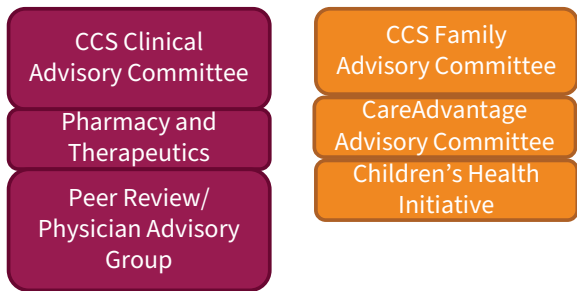 CCS Clinical
Advisory Committee
Pharmacy and
Therapeutics
Peer Review/
Physician Advisory
Group
CCS Family
Advisory Committee
CareAdvantage
Advisory Committee
Children’s Health
Initiative